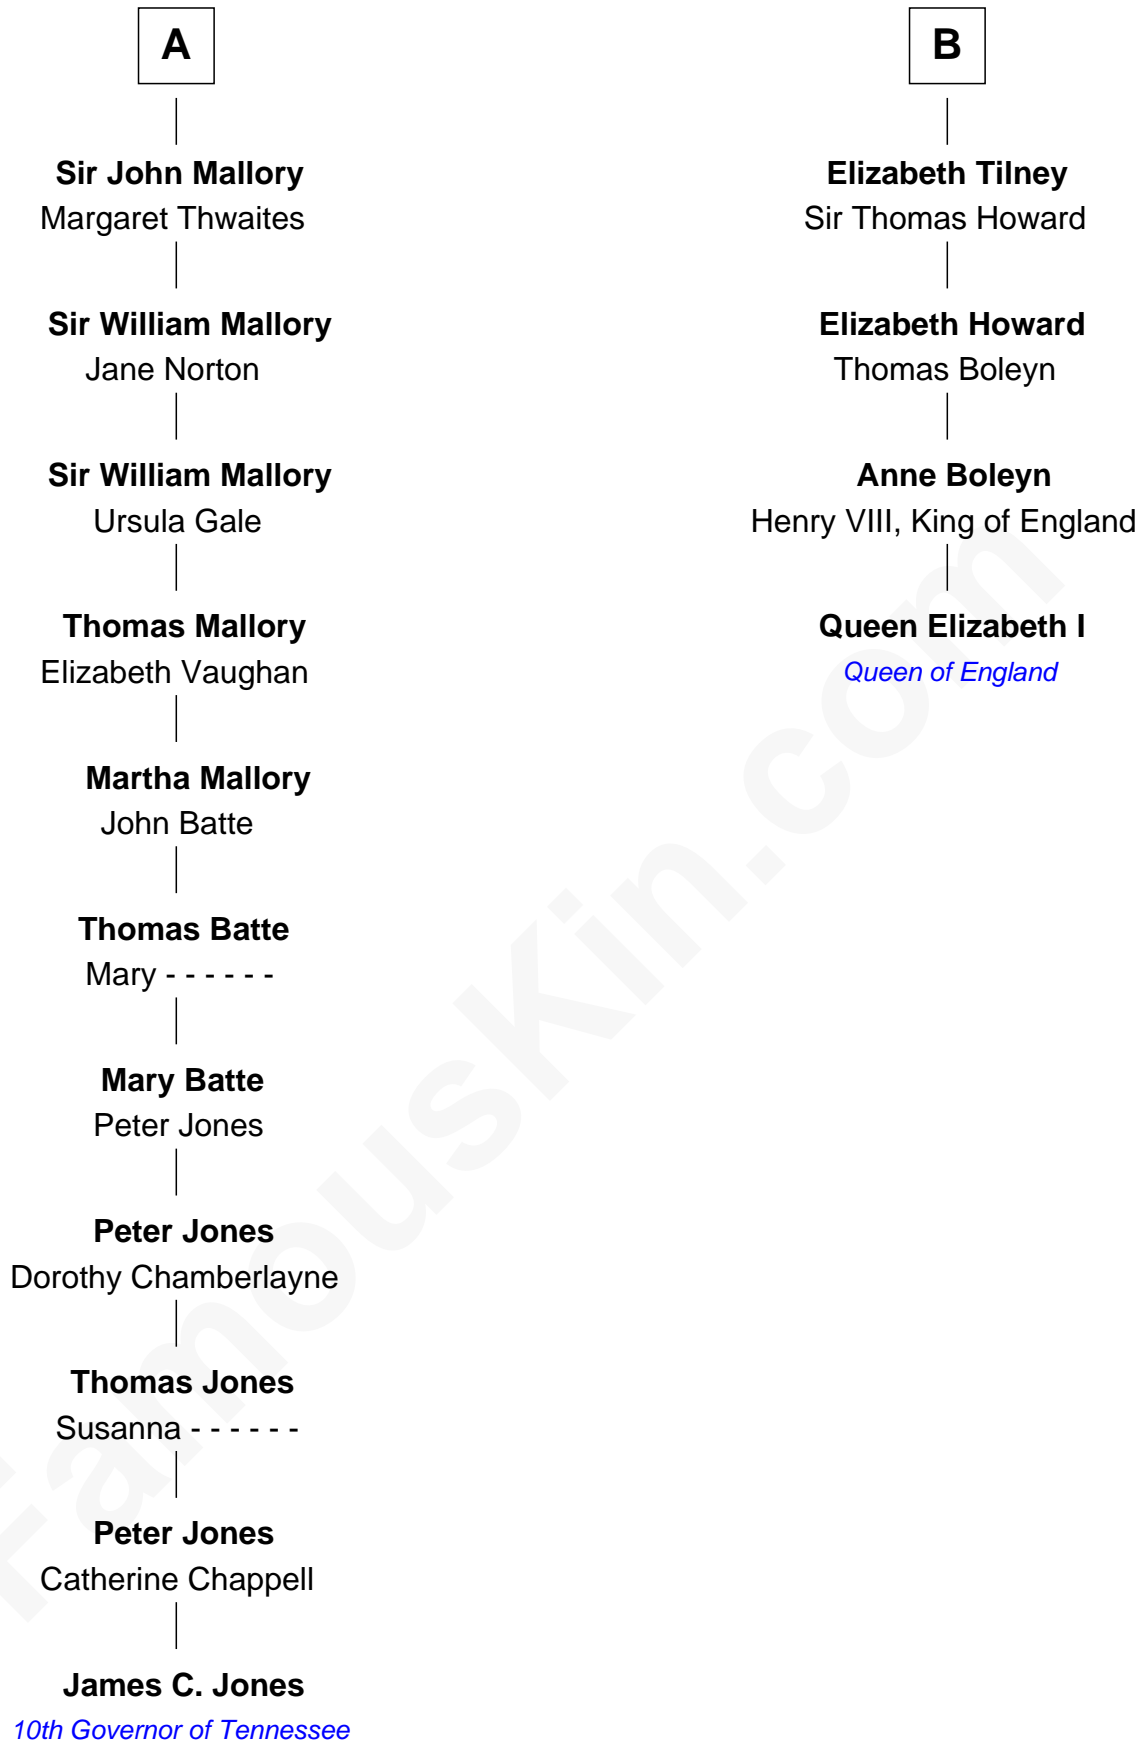 A
Sir John Mallory
Margaret Thwaites
Sir William Mallory
Jane Norton
Sir William Mallory
Ursula Gale
Thomas Mallory
Elizabeth Vaughan
Martha Mallory
John Batte
Thomas Batte
Mary - - - - - -
Mary Batte
Peter Jones
Peter Jones
Dorothy Chamberlayne
Thomas Jones
Susanna - - - - - -
Peter Jones
Catherine Chappell
James C. Jones
10th Governor of Tennessee
B
Elizabeth Tilney
Sir Thomas Howard
Elizabeth Howard
Thomas Boleyn
Anne Boleyn
Henry VIII, King of England
Queen Elizabeth I
Queen of England
FamousKin.com